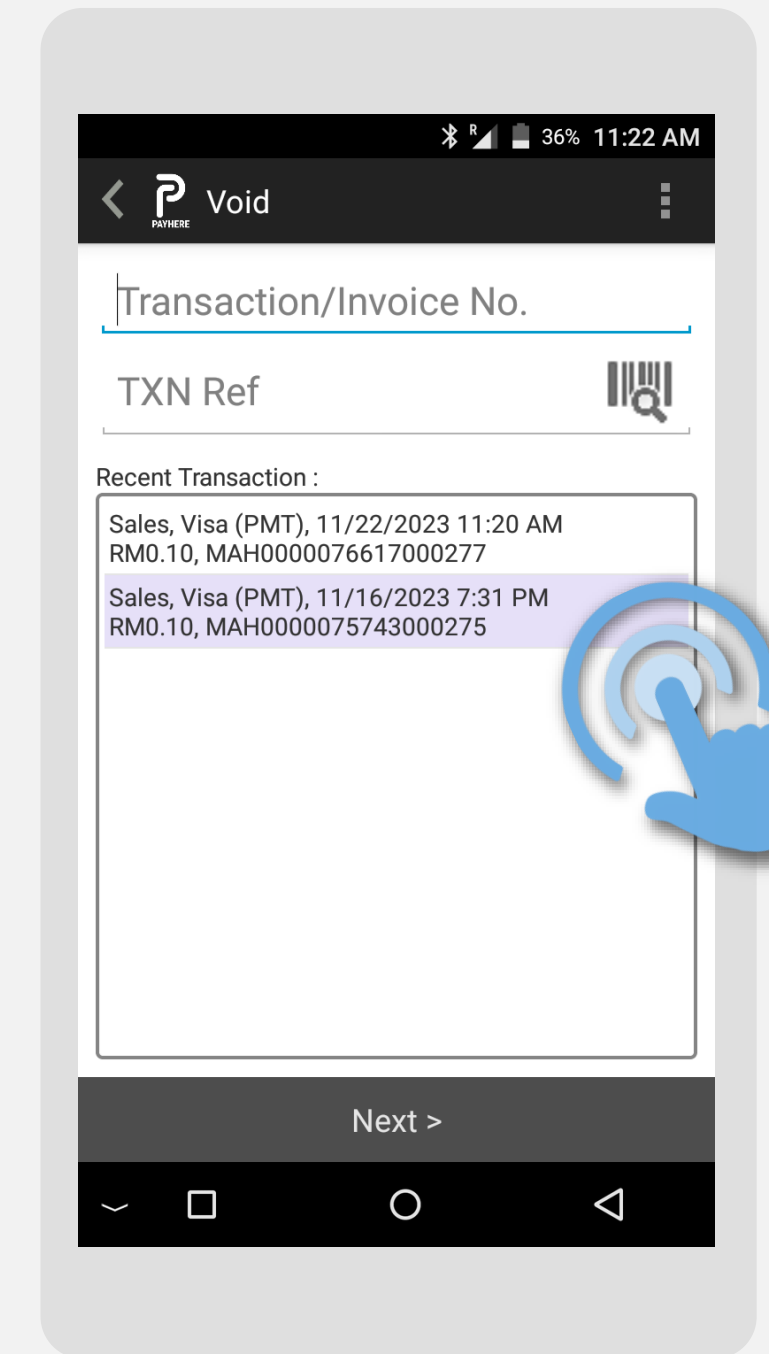 R 36% 11:22 AM
PAYHERE Void
Transaction/Invoice No.
TXN Ref
Recent Transaction :
Sales, Visa (PMT), 11/22/2023 11:20 AM
RM0.10, MAH0000076617000277
Sales, Visa (PMT), 11/16/2023 7:31 PM
RM0.10, MAH0000075743000275
Next >